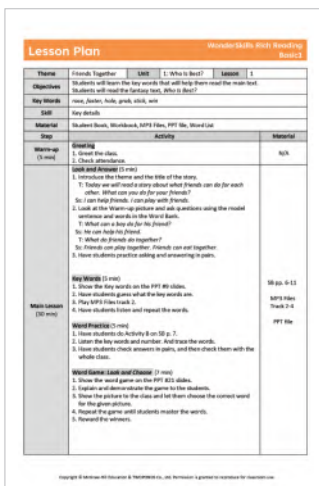 Lesson Plan
WonderSkills Rich Reading
Basic1
Theme Friends Together Unit 1: Who Is Best? Lesson 1
Objectives Students will learn the key words that will help them read the main text.
Students will read the fantasy text, Who Is Best?
Key Words race, faster, hole, grab, stick, win
Skill Key details
Material Student Book, Workbook, MP3 Files, PPT file, Word List
Step Activity Material
Warm-up
(5 min)
Greeting
1. Greet the class.
2. Check attendance.
N/A
Main Lesson
(30 min)
Look and Answer (5 min)
1. Introduce the theme and the title of the story.
T: Today we will read a story about what friends can do for each
other. What can you do for your friends?
Ss: I can help friends. I can play with friends.
2. Look at the Warm-up picture and ask questions using the model
sentence and words in the Word Bank.
T: What can a boy do for his friend?
Ss: He can help his friend.
T: What do friends do together?
Ss: Friends can play together. Friends can eat together.
3. Have students practice asking and answering in pairs.
Key Words (5 min)
1. Show the Key words on the PPT #9 slides.
2. Have students guess what the key words are.
3. Play MP3 Files track 2.
4. Have students listen and repeat the words.
Word Practice (5 min)
1. Have students do Activity B on SB p. 7.
2. Listen the key words and number. And trace the words.
3. Have students check answers in pairs, and then check them with the
whole class.
Word Game: Look and Choose (7 min)
1. Show the word game on the PPT #21 slides.
2. Explain and demonstrate the game to the students.
3. Show the picture to the class and let them choose the correct word
for the given picture.
4. Repeat the game until students master the words.
5. Reward the winners.
SB pp. 6-11
MP3 Files
Track 2-4
PPT file
Copyright © McGraw-Hill Education & TWOPONDS Co., Ltd. Permission is granted to reproduce for classroom use.